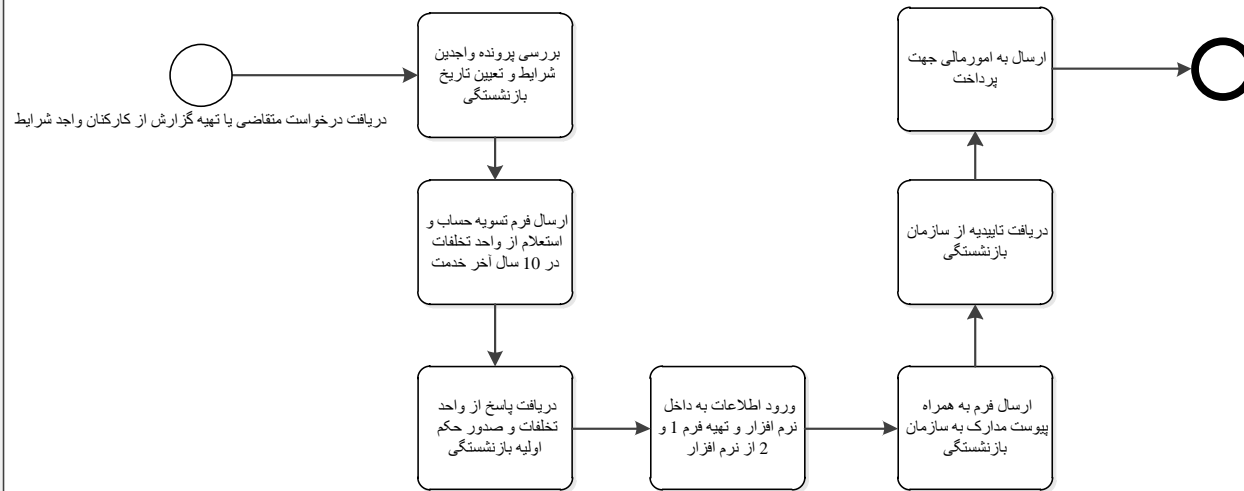 دریافت درخواست متقاضی یا تهیه گزارش از کارکنان واجد شرایط
بررسی پرونده واجدین
شرایط و تعیین تاریخ
بازنشستگی
ارسال فرم تسویه حساب و
استعلام از واحد تخلفات
در 10 سال آخر خدمت
دریافت پاسخ از واحد
تخلفات و صدور حکم
اولیه بازنشستگی
ورود اطلاعات به داخل
نرم افزار و تهیه فرم 1 و
2 از نرم افزار
ارسال فرم به همراه
پیوست مدارک به سازمان
بازنشستگی
دریافت تاییدیه از سازمان
بازنشستگی
ارسال به امورمالی جهت
پرداخت